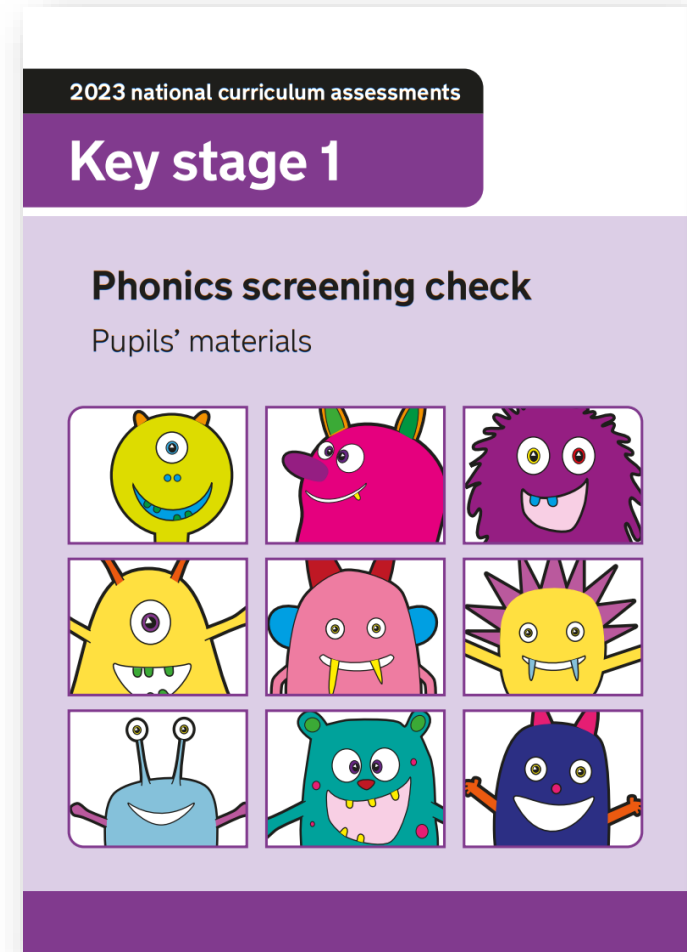 2023 national curriculum assessments
Key stage 1
Phonics screening check
Pupils’ materials